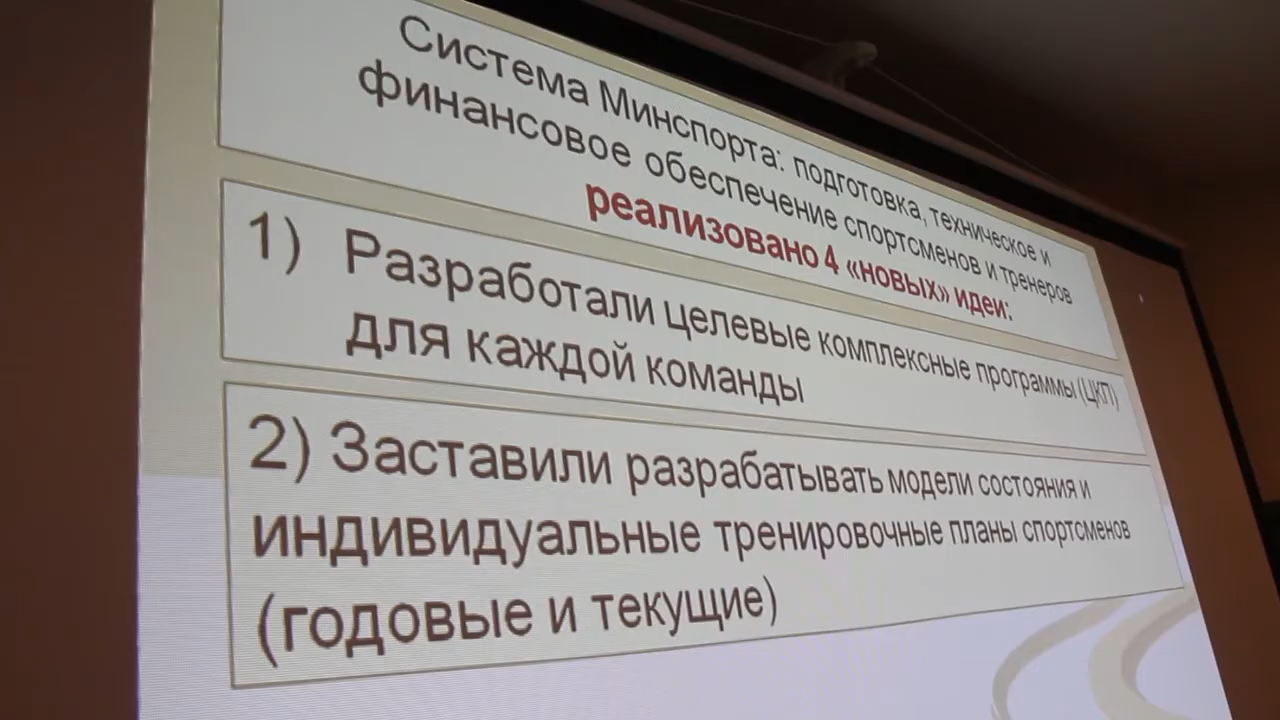 Система Минспорта: подготовка, техническое и
финансовое обеспечение спортсменов и тренеров
реализовано 4 «новых» идеи:
1) Разработали целевые комплексные программы (ЦКП)
для каждой команды
2) Заставили разрабатывать модели состояния и
индивидуальные тренировочные планы спортсменов
(годовые и текущие)